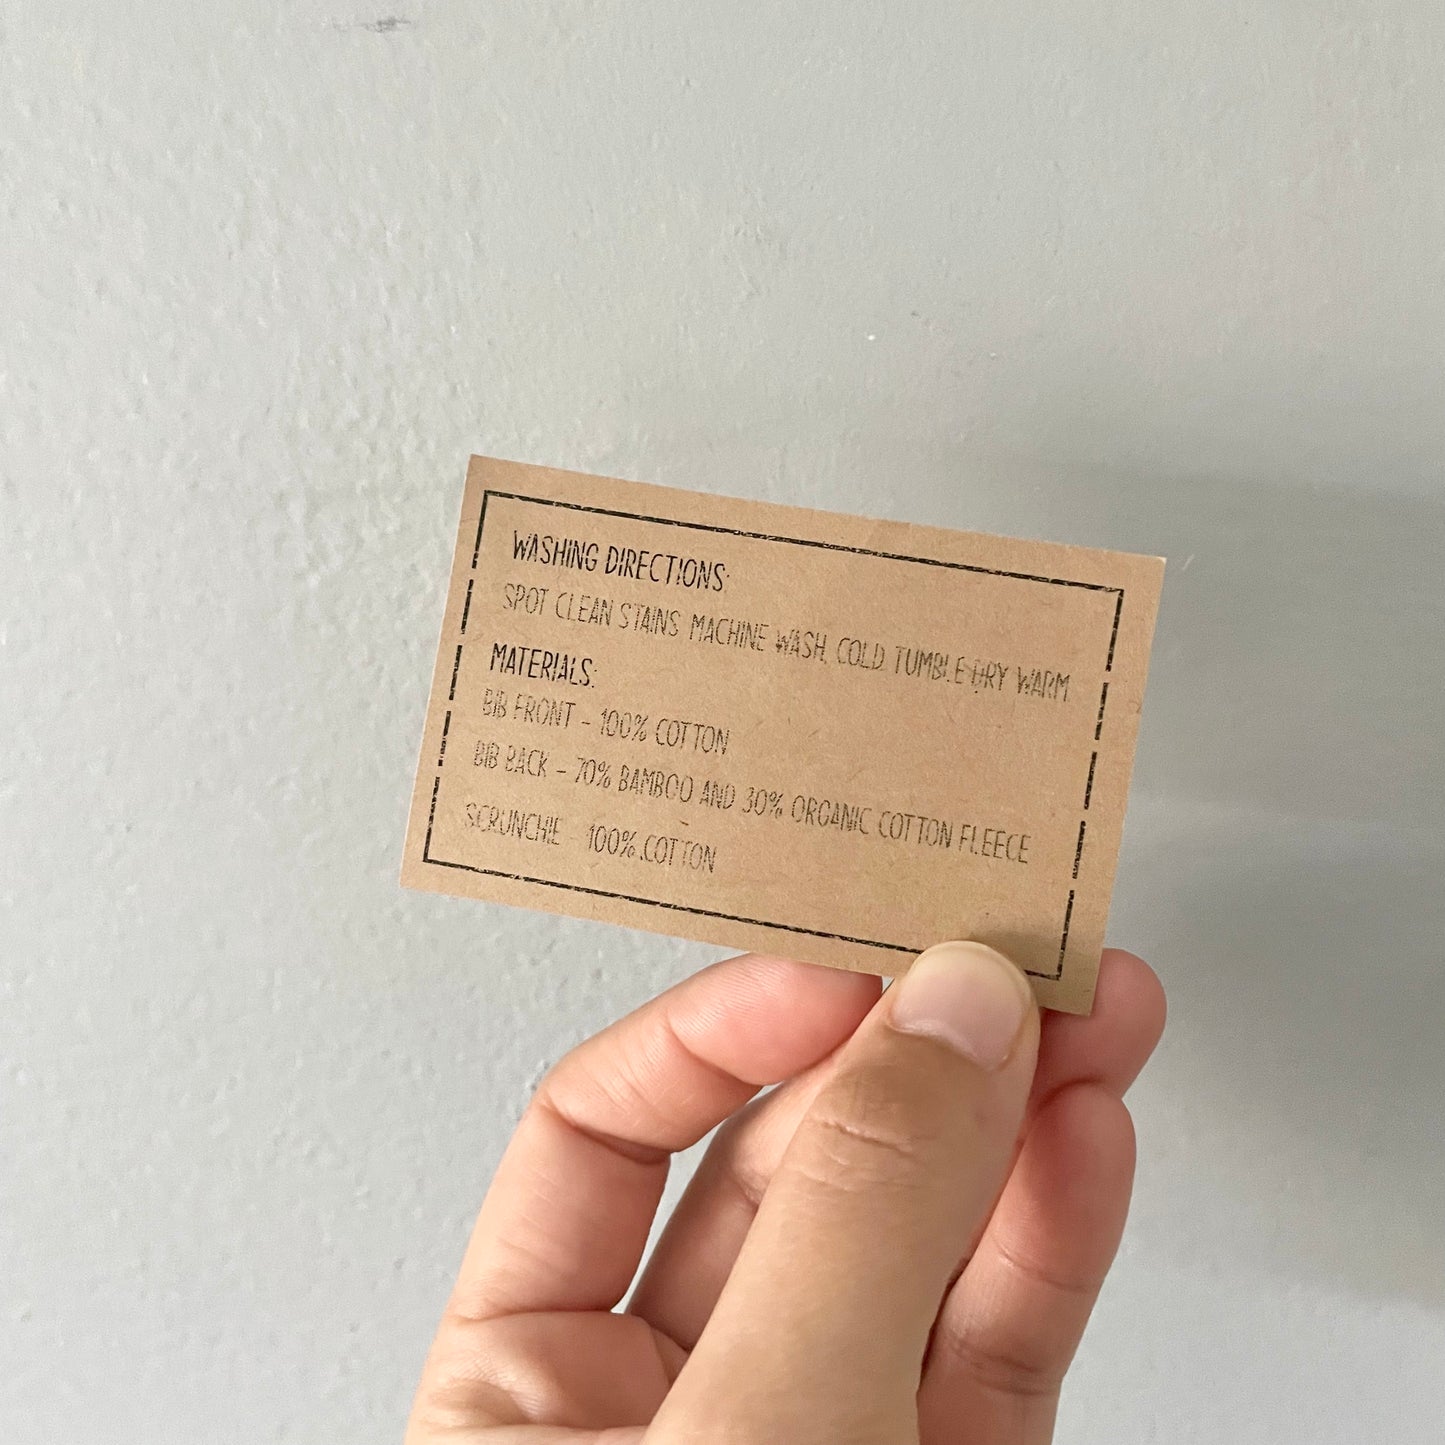 WASHING DIRECTIONS:
SPOT CLEAN STAINS. MACHINE WASH, COLD. TUMBLE DRY WARM.
MATERIALS:
BIB FRONT - 100% COTTON
BIB BACK - 70% BAMBOO AND 30% ORGANIC COTTON FLEECE
SCRUNCHIE - 100% COTTON